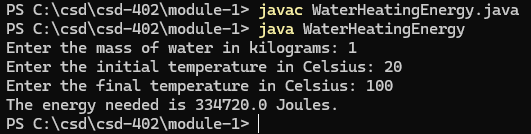 PS C:\csd\csd-402\module-1> javac WaterHeatingEnergy.java
PS C:\csd\csd-402\module-1> java WaterHeatingEnergy
Enter the mass of water in kilograms: 1
Enter the initial temperature in Celsius: 20
Enter the final temperature in Celsius: 100
The energy needed is 334720.0 Joules.
PS C:\csd\csd-402\module-1>